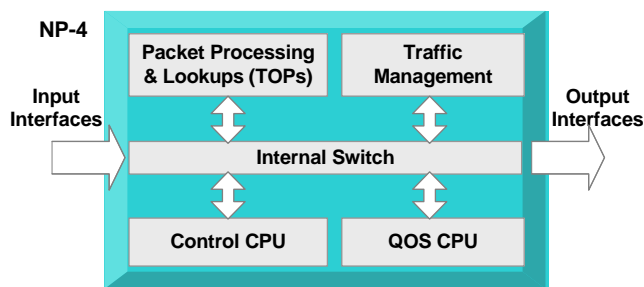 NP-4
Packet Processing
& Lookups (TOPs)
Traffic
Management
Input
Interfaces
Output
Interfaces
Internal Switch
Control CPU
QOS CPU